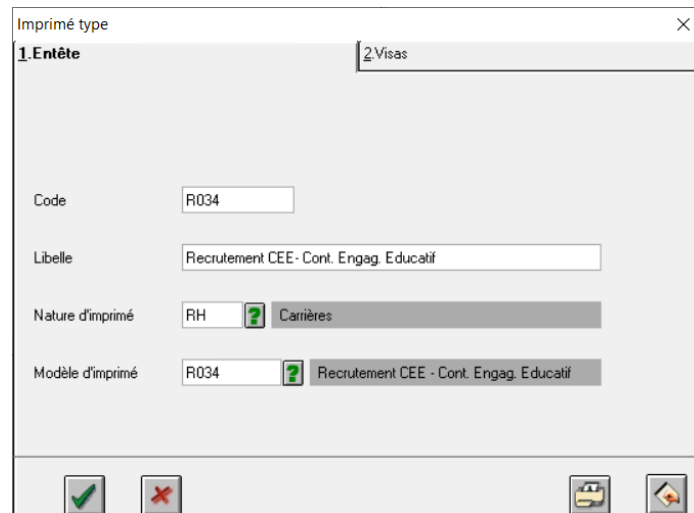 Imprimé type
1.Entête
2.Visas
Code R034
Libelle Recrutement CEE- Cont. Engag. Educatif
Nature d'imprimé RH ? Carrières
Modèle d'imprimé R034 ? Recrutement CEE - Cont. Engag. Educatif